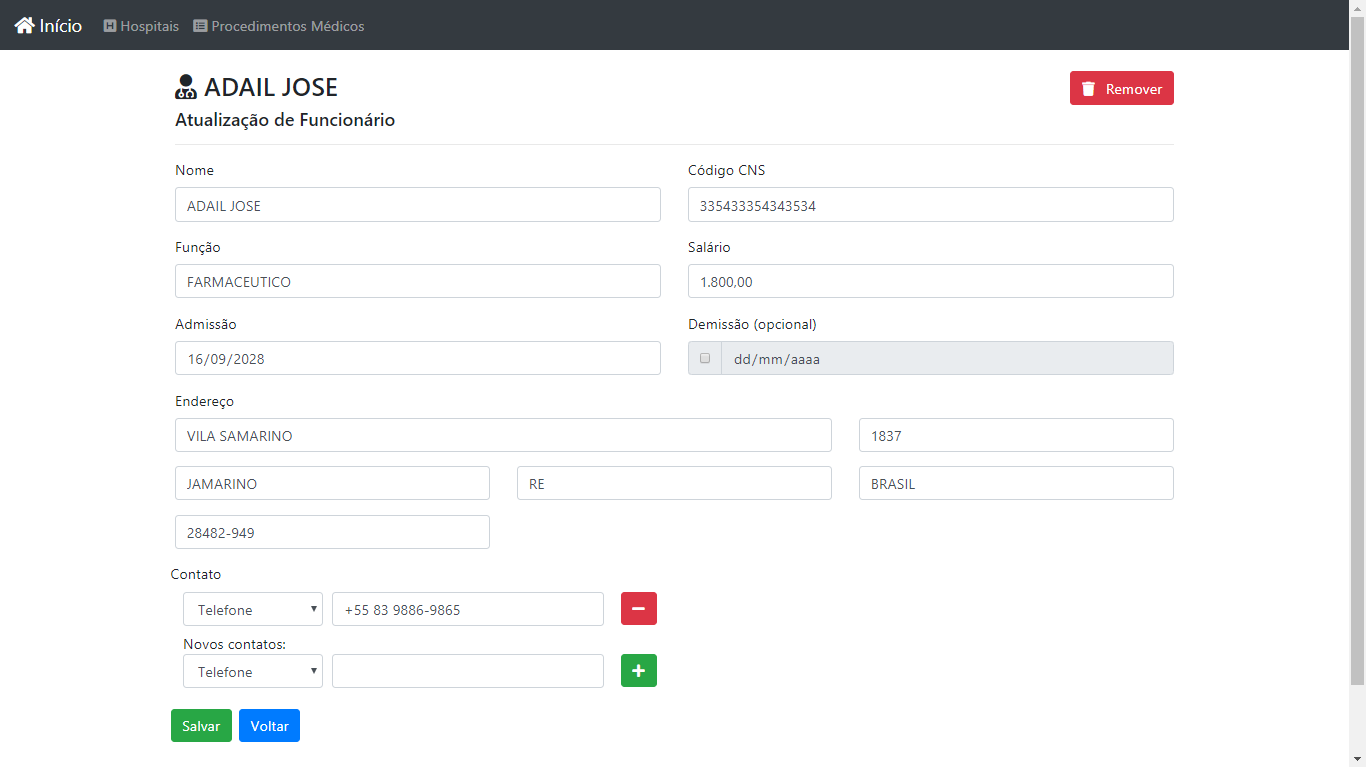 Início Hospitais Procedimentos Médicos
ADAIL JOSE Remover
Atualização de Funcionário
Nome Código CNS
ADAIL JOSE 335433354343534
Função Salário
FARMACEUTICO 1.800,00
Admissão Demissão (opcional)
16/09/2028 dd/mm/aaaa
Endereço
VILA SAMARINO 1837
JAMARINO RE BRASIL
28482-949
Contato
Telefone +55 83 9886-9865
Novos contatos:
Telefone
Salvar Voltar